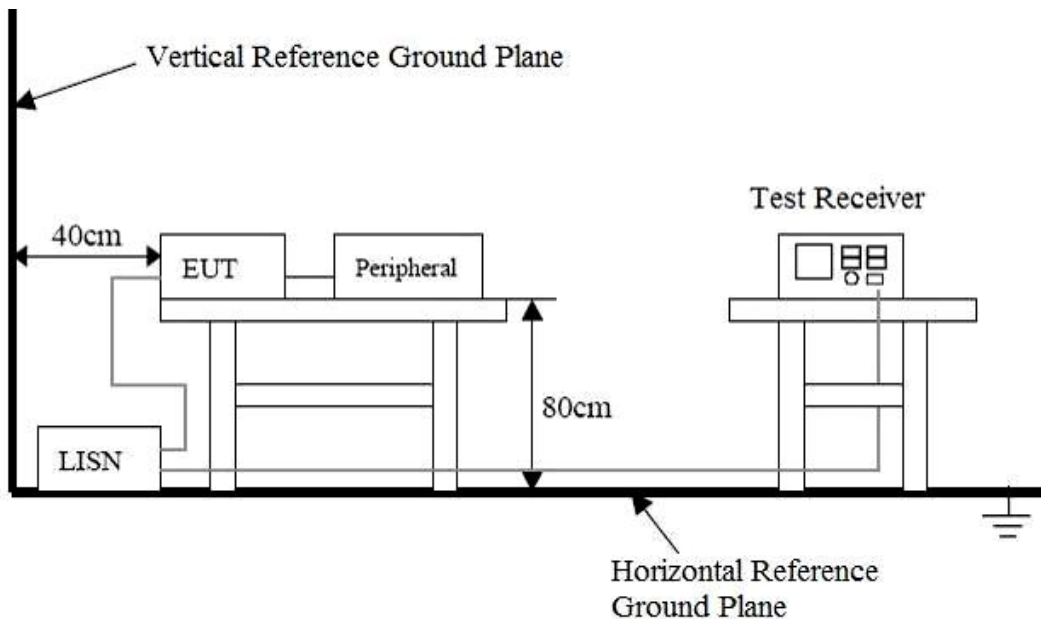 Vertical Reference Ground Plane
Test Receiver
40cm
EUT
Peripheral
80cm
LISN
Horizontal Reference
Ground Plane